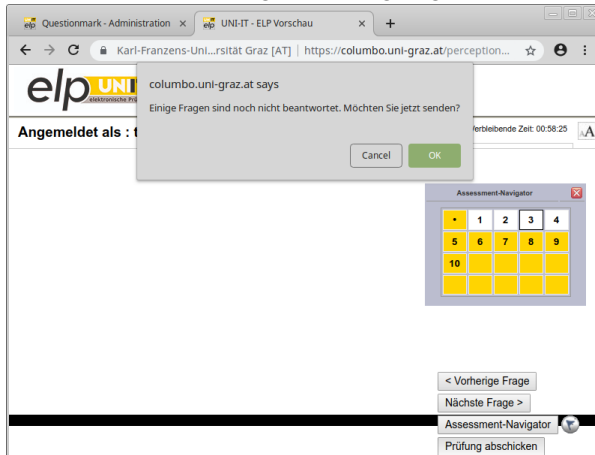 Questionmark - Administration
UNI-IT - ELP Vorschau
Karl-Franzens-Uni...rsität Graz [AT] | https://columbo.uni-graz.at/perception...
elp UNI
elektronische
columbo.uni-graz.at says
Einige Fragen sind noch nicht beantwortet. Möchten Sie jetzt senden?
Cancel OK
Angemeldet als : t
Verbleibende Zeit: 00:58:25
A
Assessment-Navigator
* 1 2 3 4
5 6 7 8 9
10
< Vorherige Frage
Nächste Frage >
Assessment-Navigator
Prüfung abschicken